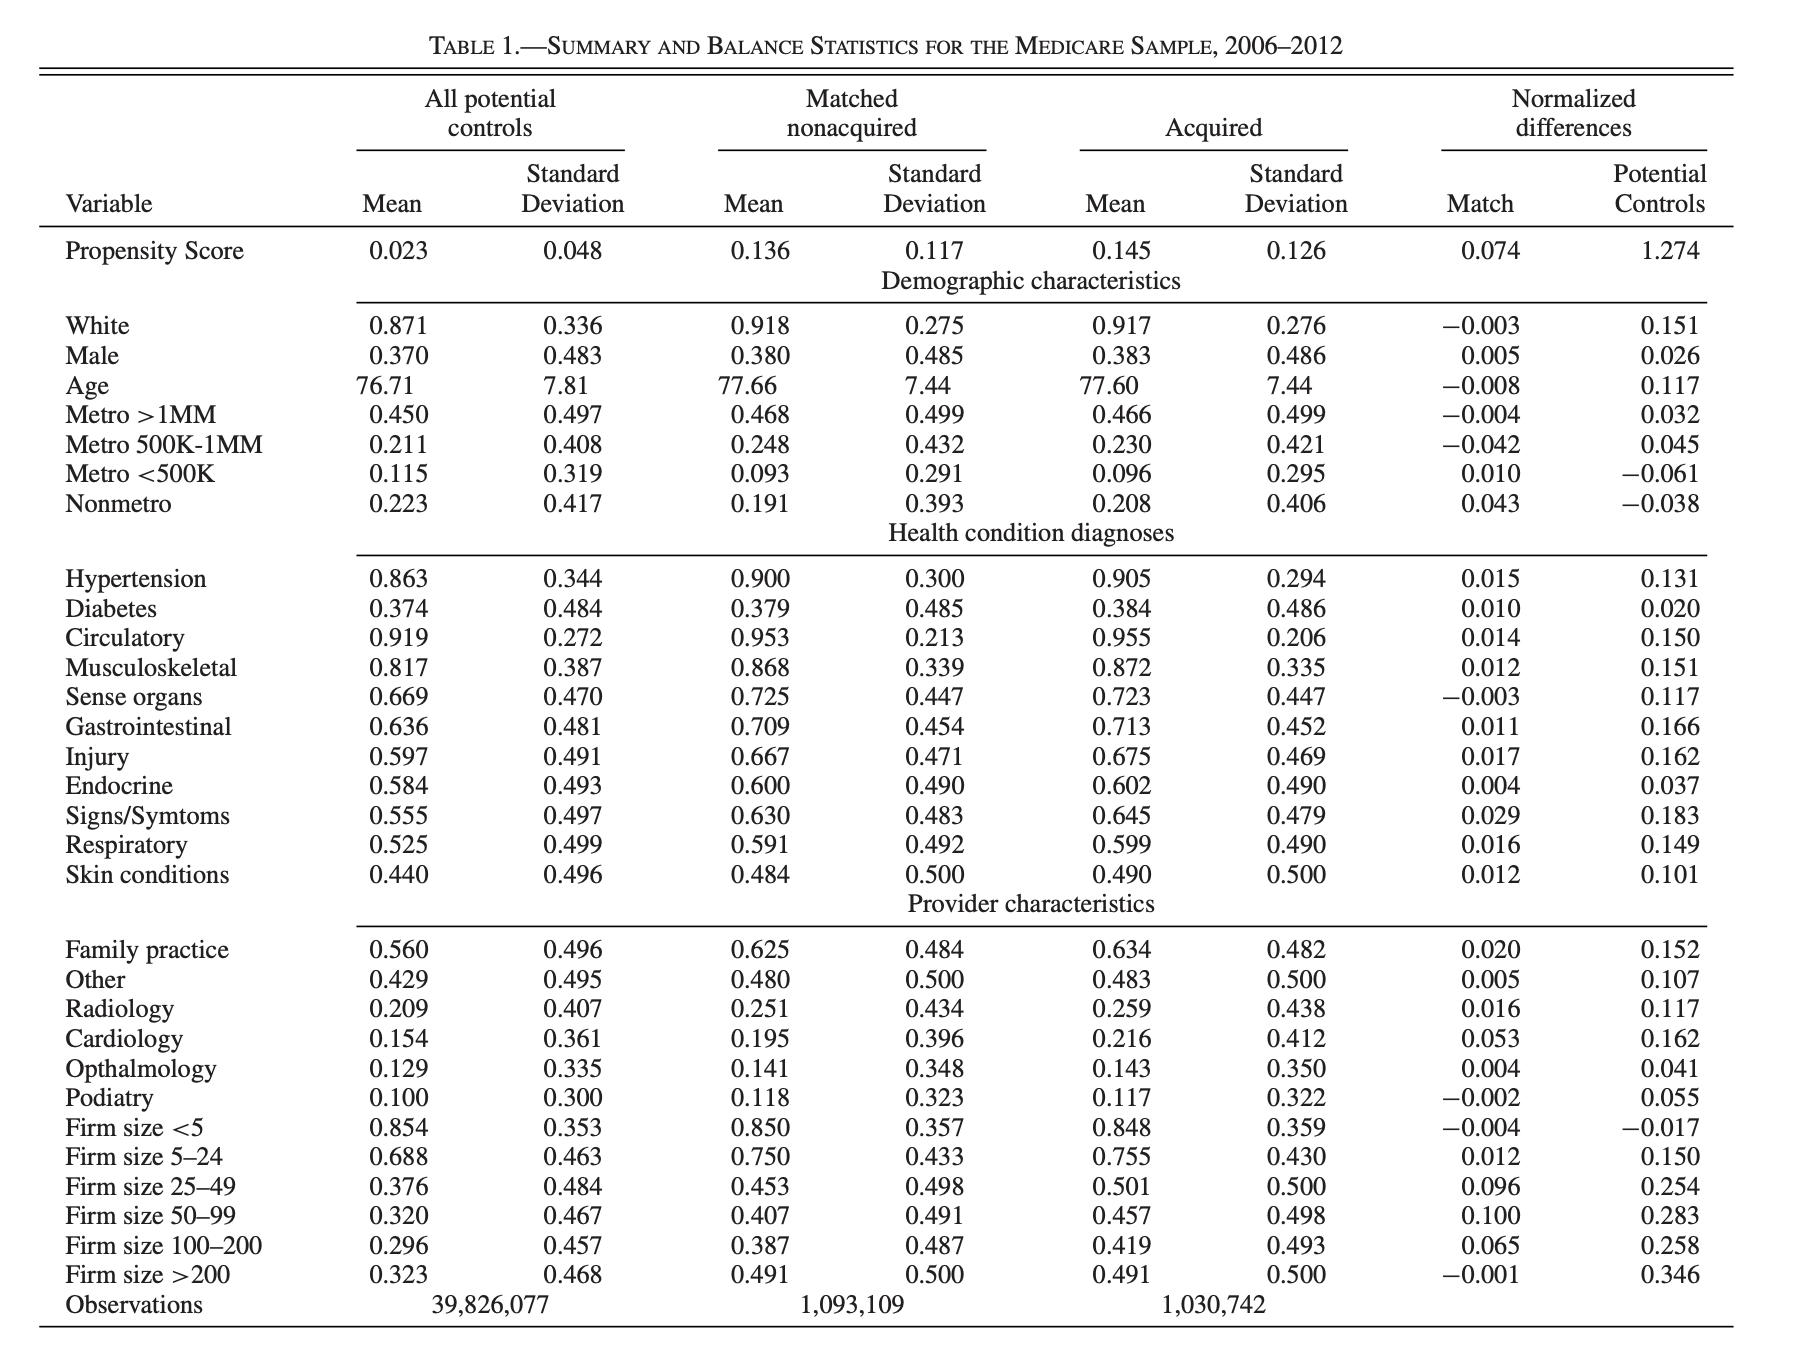 TABLE 1.—SUMMARY AND BALANCE STATISTICS FOR THE MEDICARE SAMPLE, 2006–2012
All potential controls Matched nonacquired Acquired Normalized differences
Variable Mean Standard Deviation Mean Standard Deviation Mean Standard Deviation Match Potential Controls
Propensity Score 0.023 0.048 0.136 0.117 0.145 0.126 0.074 1.274
Demographic characteristics
White 0.871 0.336 0.918 0.275 0.917 0.276 −0.003 0.151
Male 0.370 0.483 0.380 0.485 0.383 0.486 0.005 0.026
Age 76.71 7.81 77.66 7.44 77.60 7.44 −0.008 0.117
Metro >1MM 0.450 0.497 0.468 0.499 0.466 0.499 −0.004 0.032
Metro 500K-1MM 0.211 0.408 0.248 0.432 0.230 0.421 −0.042 0.045
Metro <500K 0.115 0.319 0.093 0.291 0.096 0.295 0.010 −0.061
Nonmetro 0.223 0.417 0.191 0.393 0.208 0.406 0.043 −0.038
Health condition diagnoses
Hypertension 0.863 0.344 0.900 0.300 0.905 0.294 0.015 0.131
Diabetes 0.374 0.484 0.379 0.485 0.384 0.486 0.010 0.020
Circulatory 0.919 0.272 0.953 0.213 0.955 0.206 0.014 0.150
Musculoskeletal 0.817 0.387 0.868 0.339 0.872 0.335 0.012 0.151
Sense organs 0.669 0.470 0.725 0.447 0.723 0.447 −0.003 0.117
Gastrointestinal 0.636 0.481 0.709 0.454 0.713 0.452 0.011 0.166
Injury 0.597 0.491 0.667 0.471 0.675 0.469 0.017 0.162
Endocrine 0.584 0.493 0.600 0.490 0.602 0.490 0.004 0.037
Signs/Symtoms 0.555 0.497 0.630 0.483 0.645 0.479 0.029 0.183
Respiratory 0.525 0.499 0.591 0.492 0.599 0.490 0.016 0.149
Skin conditions 0.440 0.496 0.484 0.500 0.490 0.500 0.012 0.101
Provider characteristics
Family practice 0.560 0.496 0.625 0.484 0.634 0.482 0.020 0.152
Other 0.429 0.495 0.480 0.500 0.483 0.500 0.005 0.107
Radiology 0.209 0.407 0.251 0.434 0.259 0.438 0.016 0.117
Cardiology 0.154 0.361 0.195 0.396 0.216 0.412 0.053 0.162
Opthalmology 0.129 0.335 0.141 0.348 0.143 0.350 0.004 0.041
Podiatry 0.100 0.300 0.118 0.323 0.117 0.322 −0.002 0.055
Firm size <5 0.854 0.353 0.850 0.357 0.848 0.359 −0.004 −0.017
Firm size 5–24 0.688 0.463 0.750 0.433 0.755 0.430 0.012 0.150
Firm size 25–49 0.376 0.484 0.453 0.498 0.501 0.500 0.096 0.254
Firm size 50–99 0.320 0.467 0.407 0.491 0.457 0.498 0.100 0.283
Firm size 100–200 0.296 0.457 0.387 0.487 0.419 0.493 0.065 0.258
Firm size >200 0.323 0.468 0.491 0.500 0.491 0.500 −0.001 0.346
Observations 39,826,077 1,093,109 1,030,742